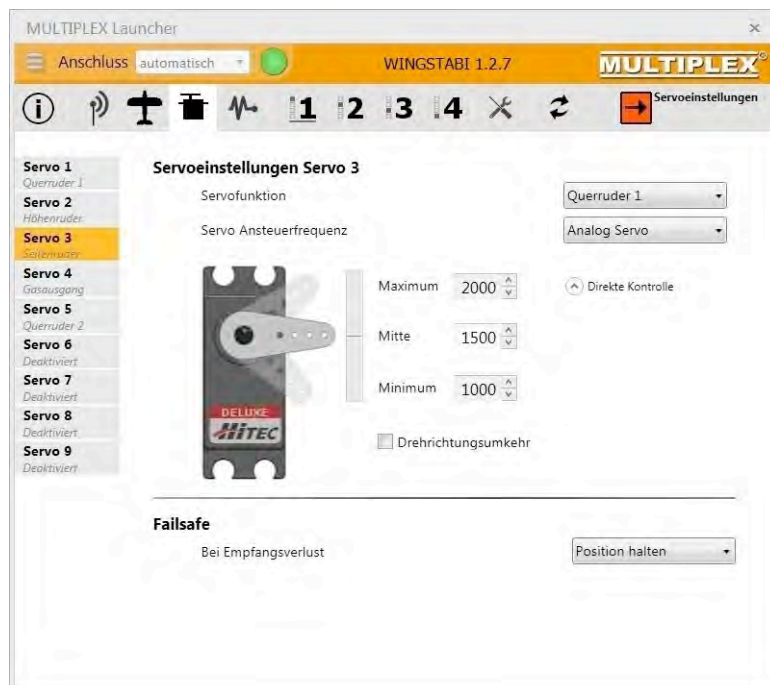 MULTIPLEX Launcher
Anschluss automatisch WINGSTABI 1.2.7 MULTIPLEX®
1 2 3 4 Servoeinstellungen
Servo 1
Querruder 1
Servo 2
Höhenruder
Servo 3
Seitenruder
Servo 4
Gasausgang
Servo 5
Querruder 2
Servo 6
Deaktiviert
Servo 7
Deaktiviert
Servo 8
Deaktiviert
Servo 9
Deaktiviert
Servoeinstellungen Servo 3
Servofunktion Querruder 1
Servo Ansteuerfrequenz Analog Servo
Maximum 2000 Direkte Kontrolle
Mitte 1500
Minimum 1000
DELUXE
HiTEC
Drehrichtungsumkehr
Failsafe
Bei Empfangsverlust Position halten